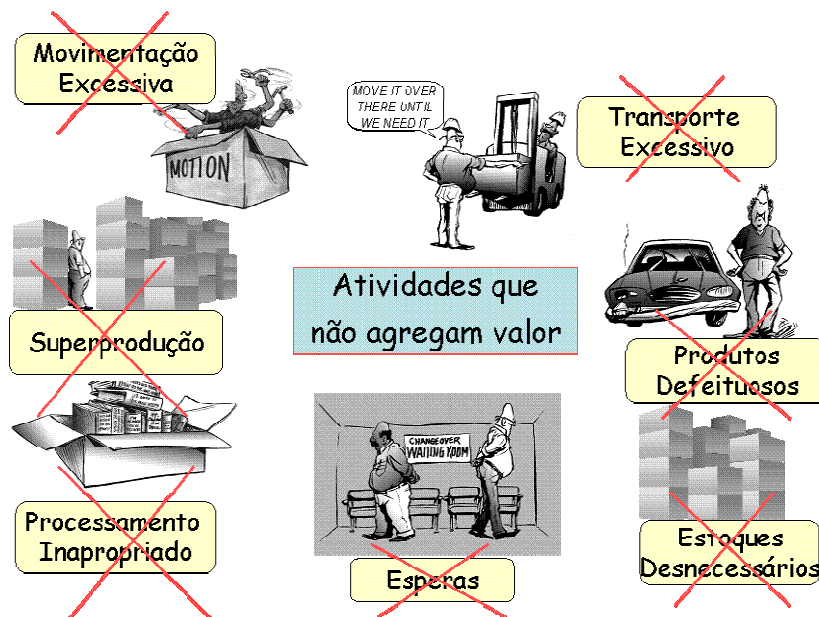 Movimentação
Excessiva
MOTION
MOVE IT OVER
THERE UNTIL
WE NEED IT
Transporte
Excessivo
Superprodução
Atividades que
não agregam valor
Produtos
Defeituosos
Processamento
Inapropriado
CHANGEOVER
WAITING ROOM
Esperas
Estoques
Desnecessários